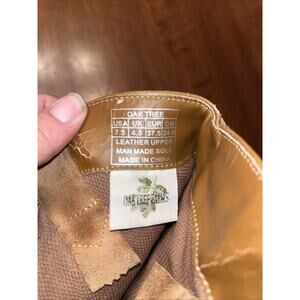 OAK TREE
USA UK EUR CM
7.5 4.5 37.5 24.5
LEATHER UPPER
MAN MADE SOLE
MADE IN CHINA
OAK TREE FARMS